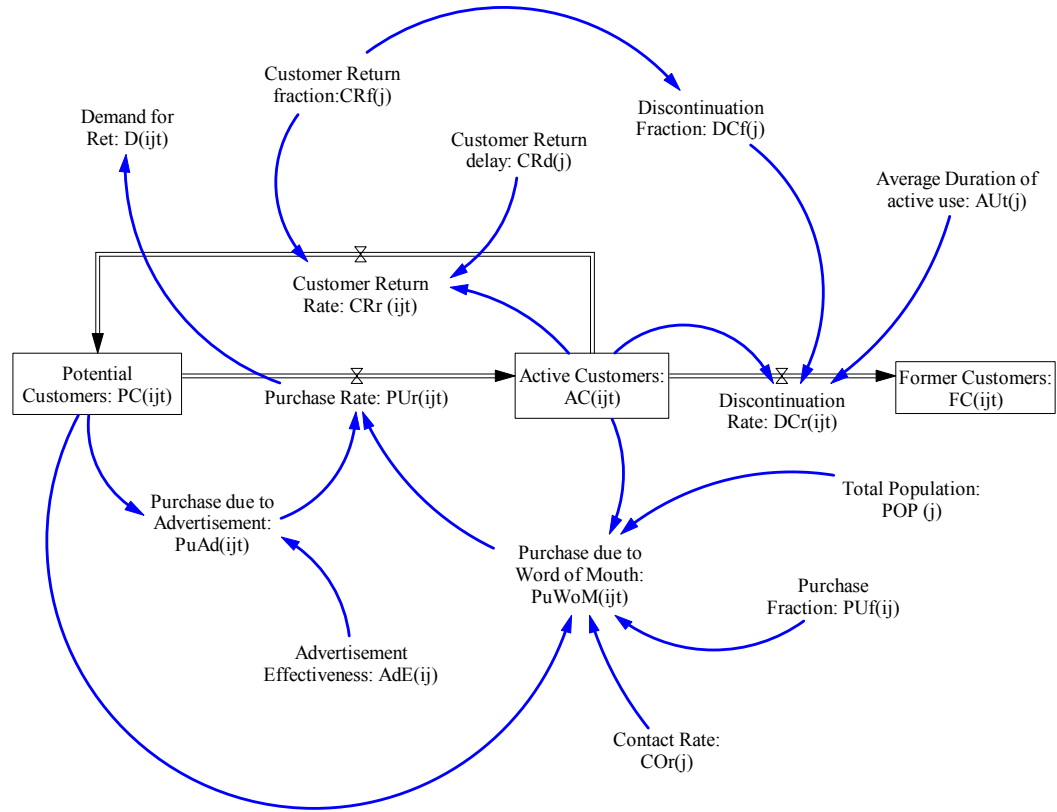 Customer Return
fraction:CRf(j)
Demand for
Ret: D(ijt)
Discontinuation
Fraction: DCf(j)
Customer Return
delay: CRd(j)
Average Duration of
active use: AUt(j)
Customer Return
Rate: CRr (ijt)
Potential
Customers: PC(ijt)
Purchase Rate: PUr(ijt)
Active Customers:
AC(ijt)
Discontinuation
Rate: DCr(ijt)
Former Customers:
FC(ijt)
Purchase due to
Advertisement:
PuAd(ijt)
Total Population:
POP (j)
Purchase due to
Word of Mouth:
PuWoM(ijt)
Purchase
Fraction: PUf(ij)
Advertisement
Effectiveness: AdE(ij)
Contact Rate:
COr(j)